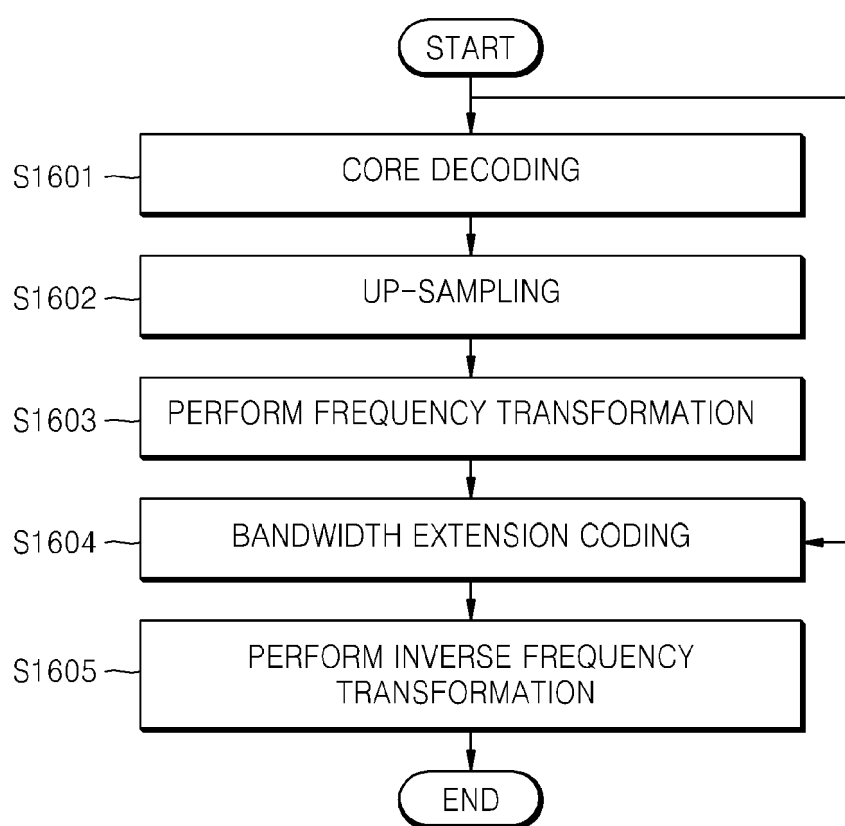 START
S1601
CORE DECODING
S1602
UP-SAMPLING
S1603
PERFORM FREQUENCY TRANSFORMATION
S1604
BANDWIDTH EXTENSION CODING
S1605
PERFORM INVERSE FREQUENCY
TRANSFORMATION
END